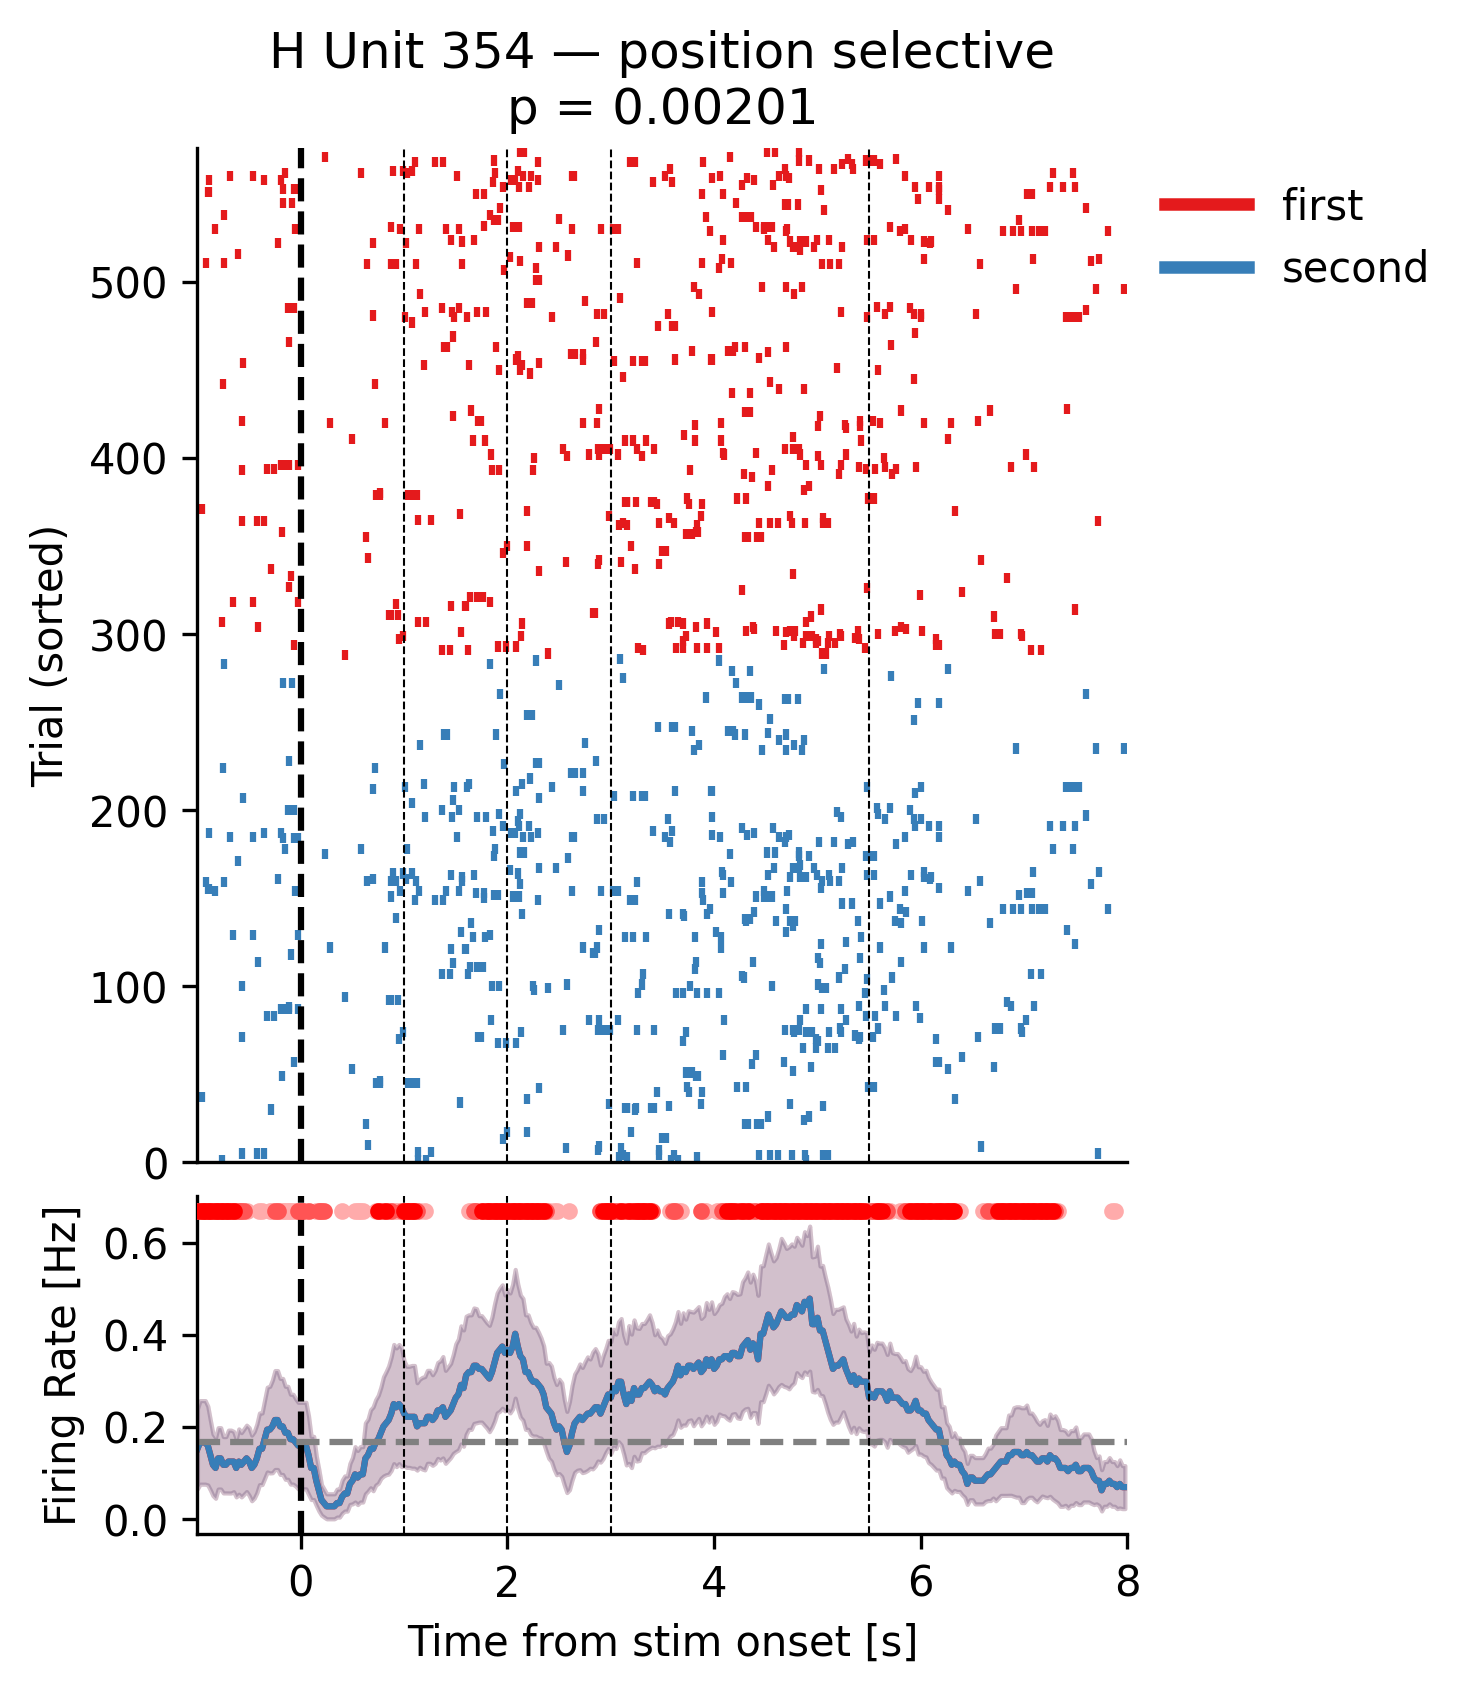 H Unit 354 — position selective
p = 0.00201
first
second
Trial (sorted)
500
400
300
200
100
0
Firing Rate [Hz]
0.6
0.4
0.2
0.0
0 2 4 6 8
Time from stim onset [s]